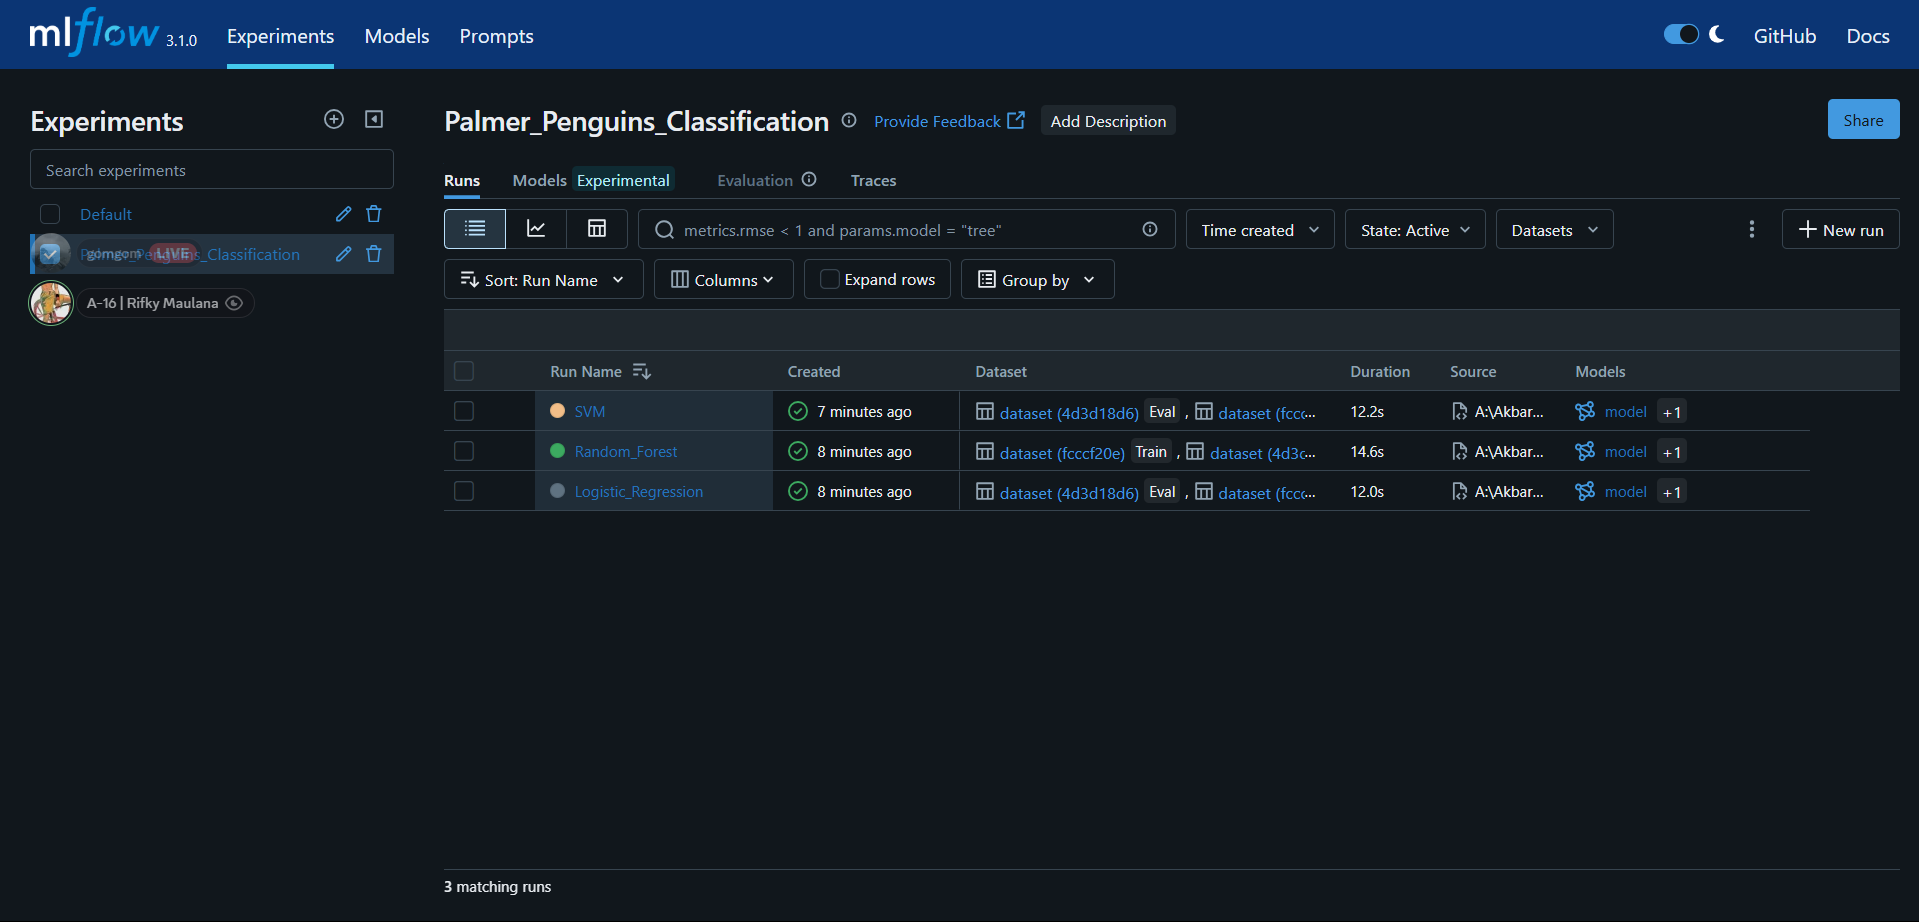 mlflow 3.1.0 Experiments Models Prompts GitHub Docs
Experiments
Search experiments
Default
Palmer_Penguins_Classification
gomgom LIVE
A-16 | Rifky Maulana
Palmer_Penguins_Classification Provide Feedback Add Description Share
Runs Models Experimental Evaluation Traces
metrics.rmse < 1 and params.model = "tree" Time created State: Active Datasets New run
Sort: Run Name Columns Expand rows Group by
Run Name Created Dataset Duration Source Models
SVM 7 minutes ago dataset (4d3d18d6) Eval , dataset (fccc... 12.2s A:\Akbar... model +1
Random_Forest 8 minutes ago dataset (fcccf20e) Train , dataset (4d3c... 14.6s A:\Akbar... model +1
Logistic_Regression 8 minutes ago dataset (4d3d18d6) Eval , dataset (fccc... 12.0s A:\Akbar... model +1
3 matching runs